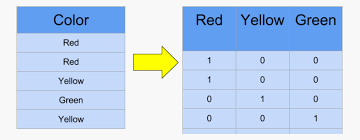 Color
Red
Red
Yellow
Green
Yellow
Red Yellow Green
1 0 0
1 0 0
0 1 0
0 0 1